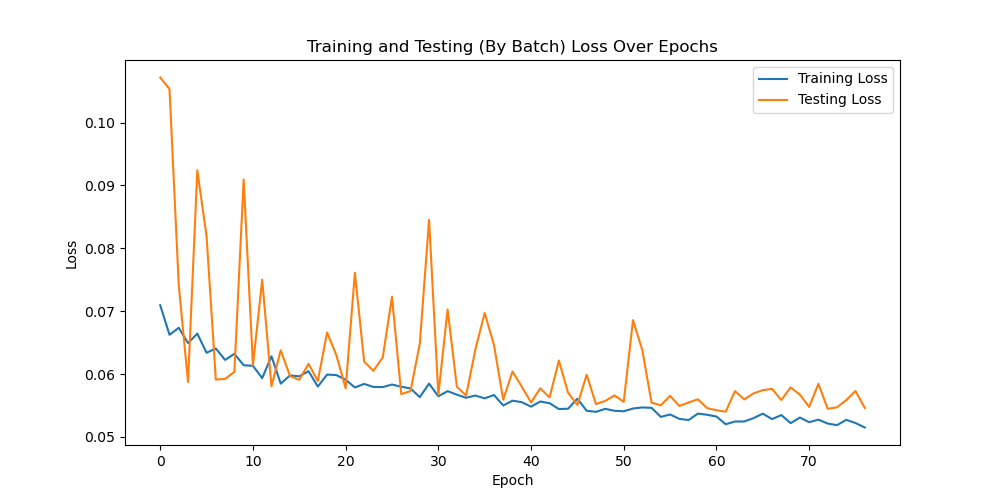 Training and Testing (By Batch) Loss Over Epochs
Training Loss
Testing Loss
0.10
0.09
0.08
0.07
0.06
0.05
Loss
0 10 20 30 40 50 60 70
Epoch